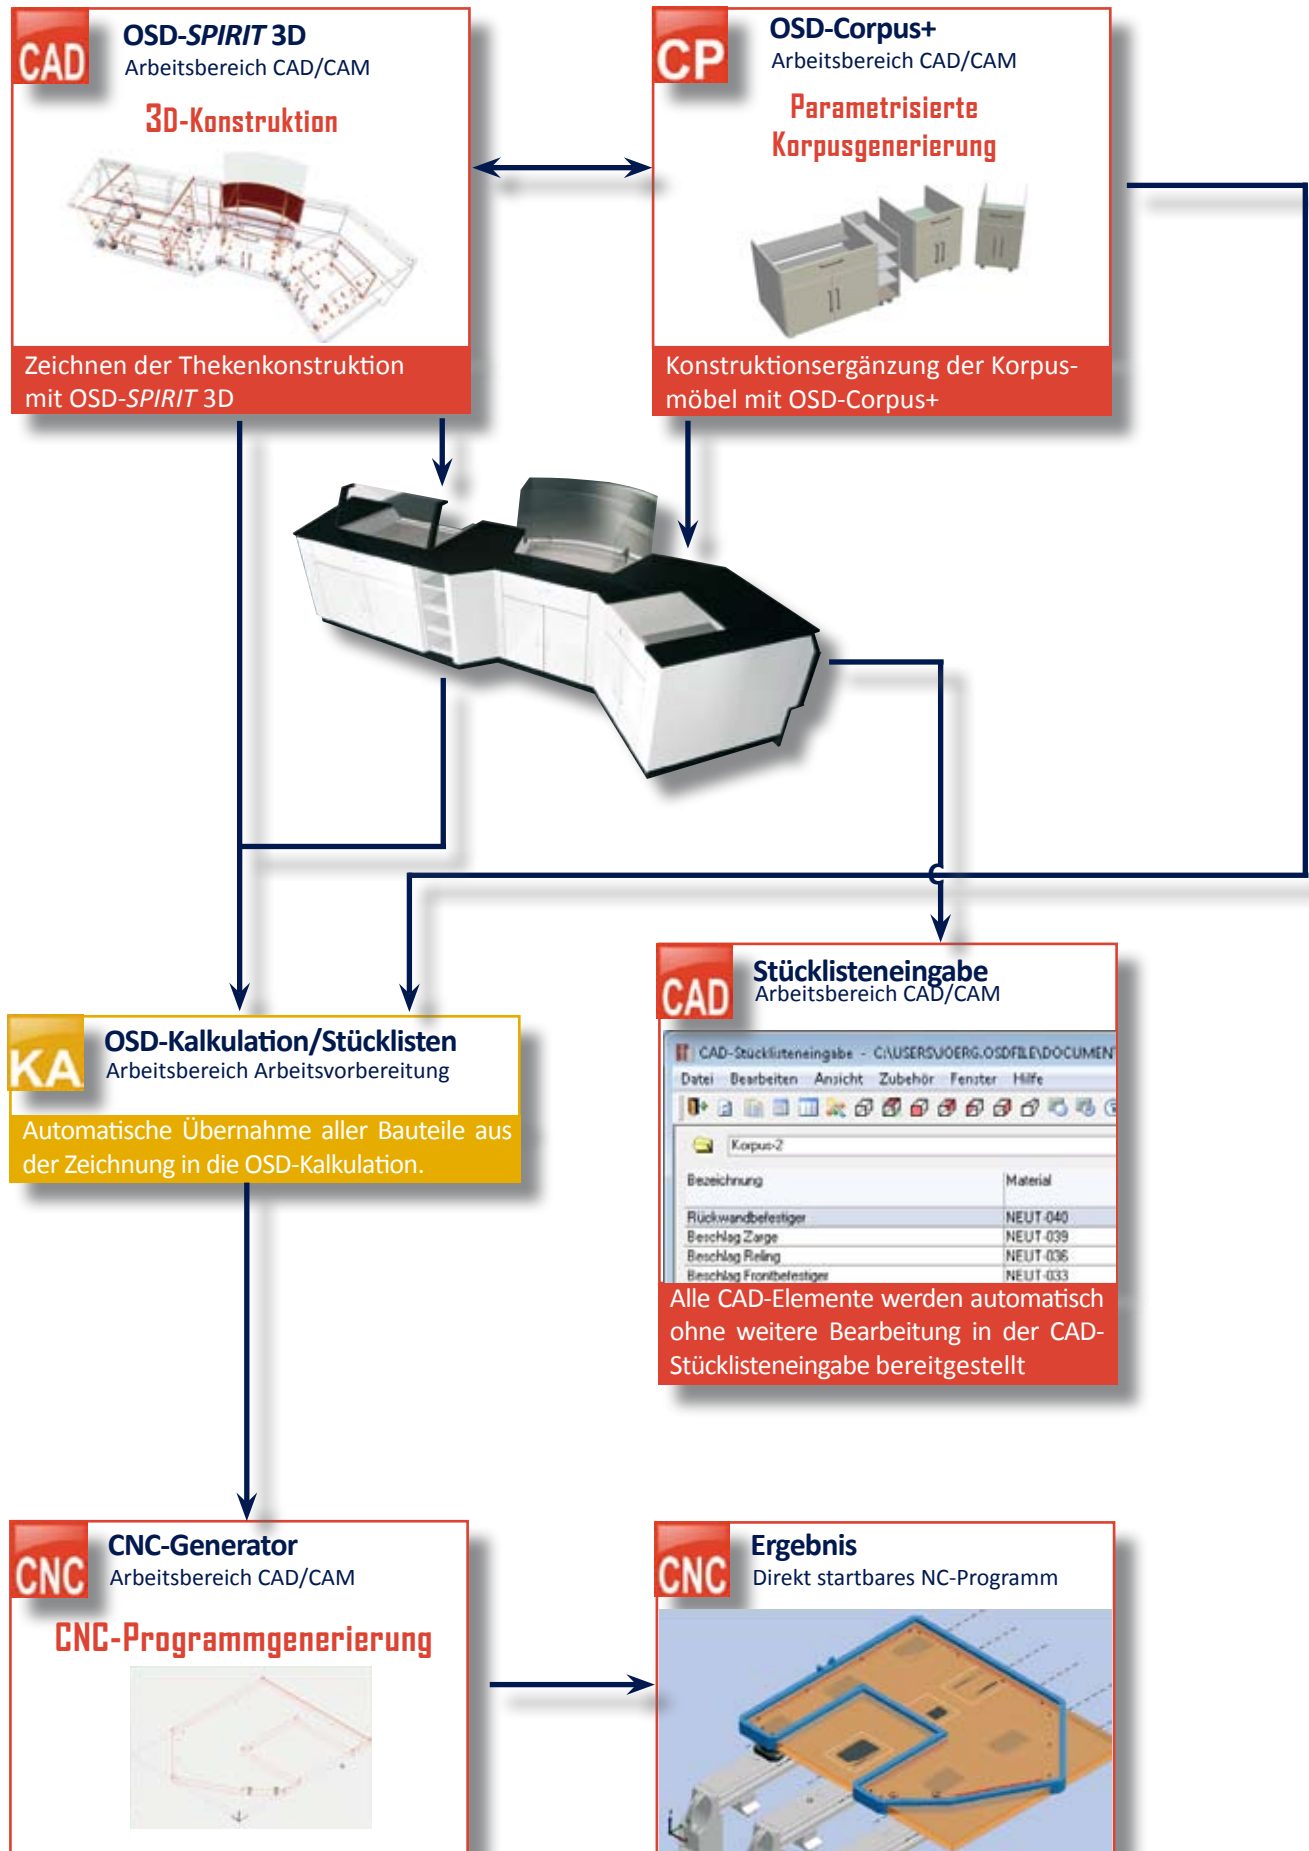 CAD
OSD-SPIRIT 3D
Arbeitsbereich CAD/CAM
3D-Konstruktion
Zeichnen der Thekenkonstruktion
mit OSD-SPIRIT 3D
CP
OSD-Corpus+
Arbeitsbereich CAD/CAM
Parametrisierte
Korpusgenerierung
Konstruktionsergänzung der Korpus-
möbel mit OSD-Corpus+
KA
OSD-Kalkulation/Stücklisten
Arbeitsbereich Arbeitsvorbereitung
Automatische Übernahme aller Bauteile aus
der Zeichnung in die OSD-Kalkulation.
CAD
Stücklisteneingabe
Arbeitsbereich CAD/CAM
CAD-Stücklisteneingabe - C:\USERS\JOERG.OSDFILE\DOCUMEN
Datei Bearbeiten Ansicht Zubehör Fenster Hilfe
Korpus-2
Bezeichnung Material
Rückwandbefestiger NEUT-040
Beschlag Zarge NEUT-039
Beschlag Reling NEUT-036
Beschlag Frontbefestiger NEUT-033
Alle CAD-Elemente werden automatisch
ohne weitere Bearbeitung in der CAD-
Stücklisteneingabe bereitgestellt
CNC
CNC-Generator
Arbeitsbereich CAD/CAM
CNC-Programmgenerierung
CNC
Ergebnis
Direkt startbares NC-Programm